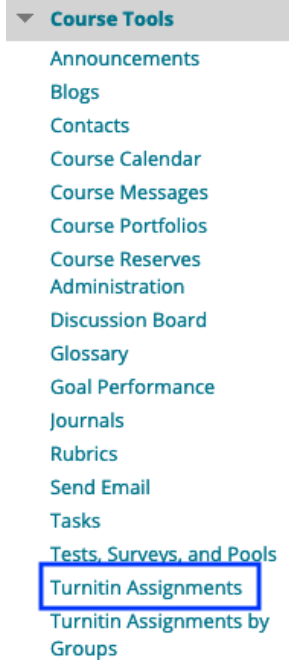 Course Tools
Announcements
Blogs
Contacts
Course Calendar
Course Messages
Course Portfolios
Course Reserves
Administration
Discussion Board
Glossary
Goal Performance
Journals
Rubrics
Send Email
Tasks
Tests, Surveys, and Pools
Turnitin Assignments
Turnitin Assignments by
Groups